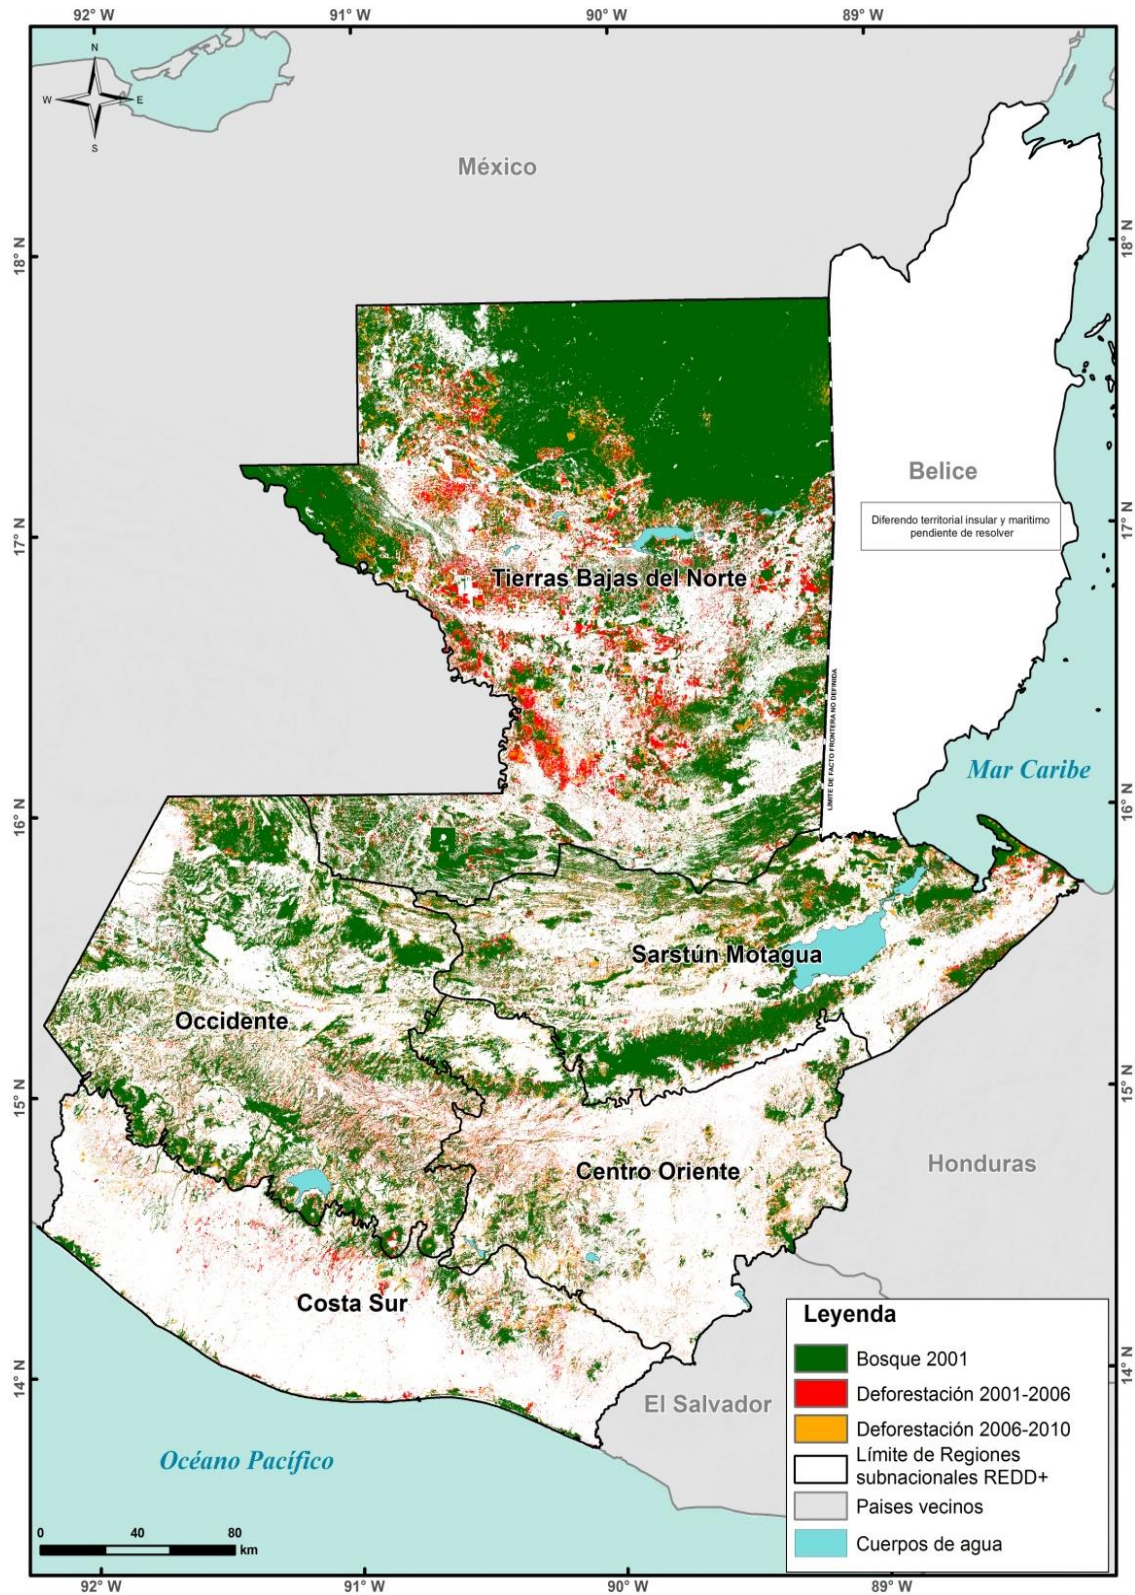 92° W
91° W
90° W
89° W
N
W
E
S
México
18° N
18° N
Belice
Diferendo territorial insular y maritimo
pendiente de resolver
17° N
17° N
Tierras Bajas del Norte
LÍMITE DE FACTO FRONTERA NO DEFINIDA
Mar Caribe
16° N
16° N
Sarstún Motagua
Occidente
15° N
15° N
Centro Oriente
Honduras
Costa Sur
Leyenda
Bosque 2001
Deforestación 2001-2006
Deforestación 2006-2010
Límite de Regiones
subnacionales REDD+
Paises vecinos
Cuerpos de agua
14° N
14° N
El Salvador
Océano Pacífico
0
40
80
km
92° W
91° W
90° W
89° W